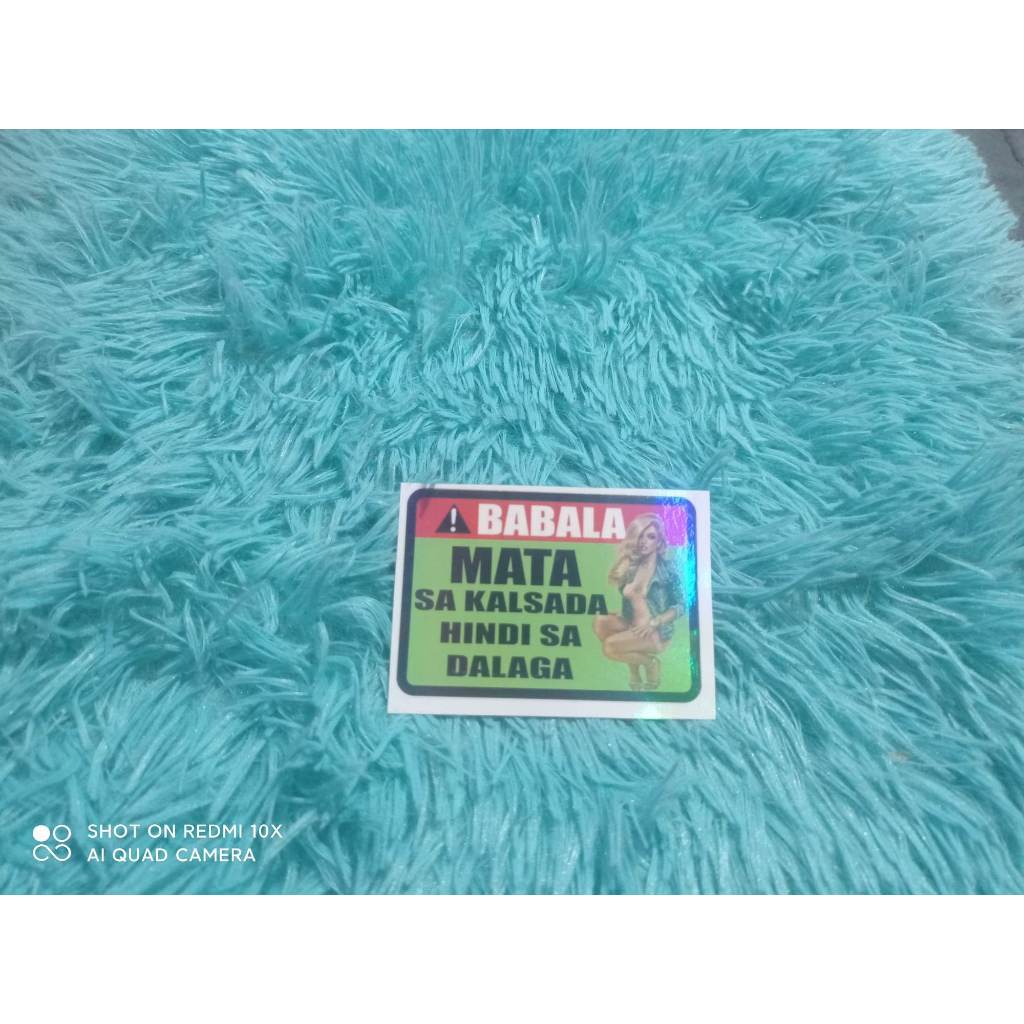 BABALA
MATA
SA KALSADA
HINDI SA
DALAGA
SHOT ON REDMI 10X
AI QUAD CAMERA